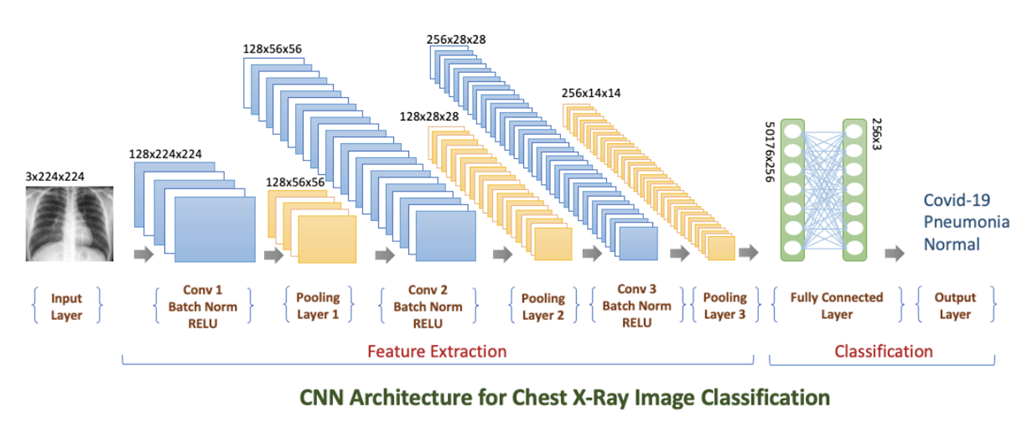 3x224x224
128x224x224
128x56x56
128x56x56
128x28x28
256x28x28
256x14x14
50176x256
256x3
Covid-19
Pneumonia
Normal
Input
Layer
Conv 1
Batch Norm
RELU
Pooling
Layer 1
Conv 2
Batch Norm
RELU
Pooling
Layer 2
Conv 3
Batch Norm
RELU
Pooling
Layer 3
Fully Connected
Layer
Output
Layer
Feature Extraction
Classification
CNN Architecture for Chest X-Ray Image Classification